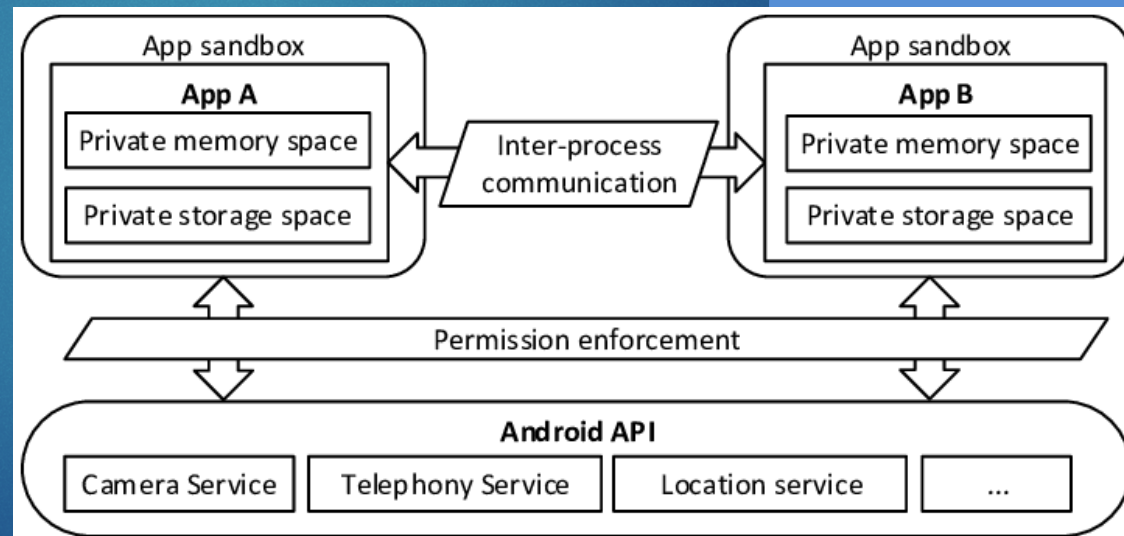 App sandbox
App A
Private memory space
Private storage space
Inter-process
communication
App sandbox
App B
Private memory space
Private storage space
Permission enforcement
Android API
Camera Service
Telephony Service
Location service
...